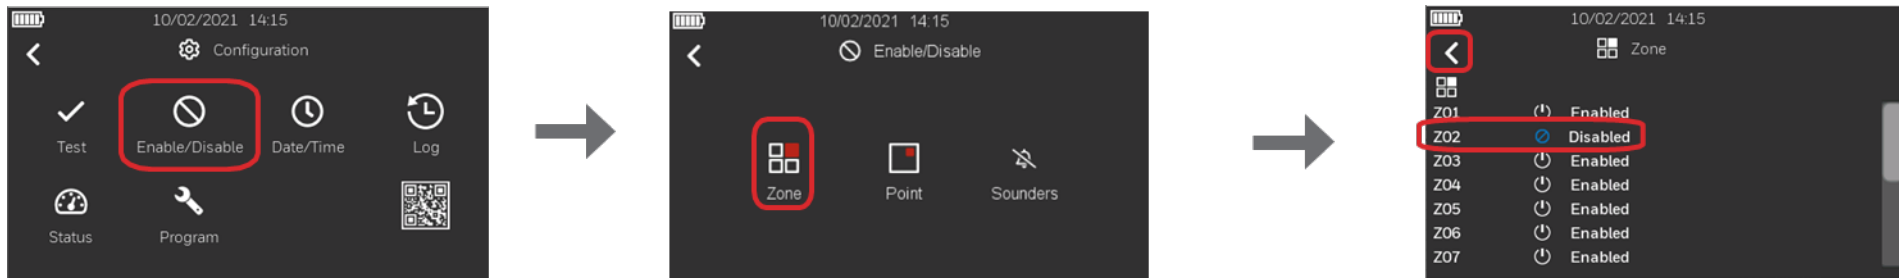 10/02/2021 14:15
Configuration
Test
Enable/Disable
Date/Time
Log
Status
Program
10/02/2021 14:15
Enable/Disable
Zone
Point
Sounders
10/02/2021 14:15
Zone
Z01 Enabled
Z02 Disabled
Z03 Enabled
Z04 Enabled
Z05 Enabled
Z06 Enabled
Z07 Enabled